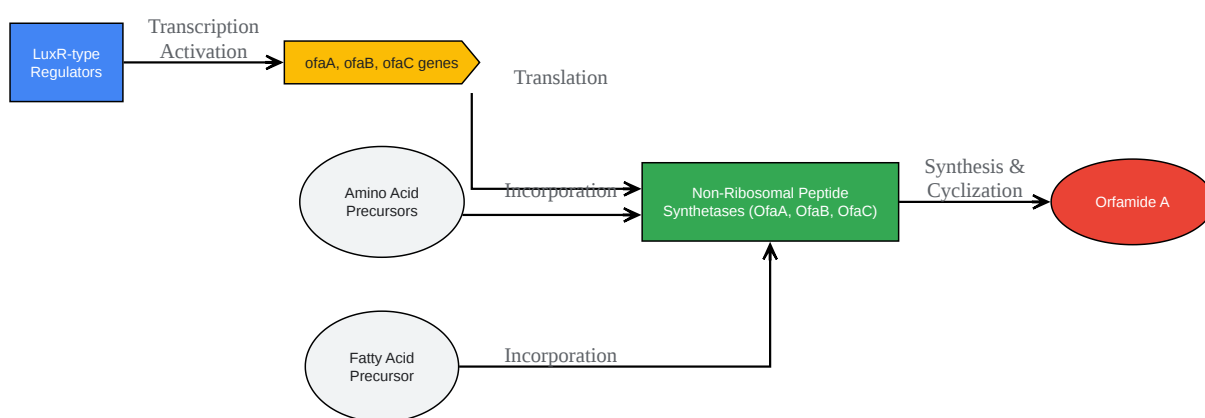 Transcription
Activation
LuxR-type
Regulators
ofaA, ofaB, ofaC genes
Translation
Amino Acid
Precursors
Incorporation
Non-Ribosomal Peptide
Synthetases (OfaA, OfaB, OfaC)
Synthesis &
Cyclization
Orfamide A
Fatty Acid
Precursor
Incorporation